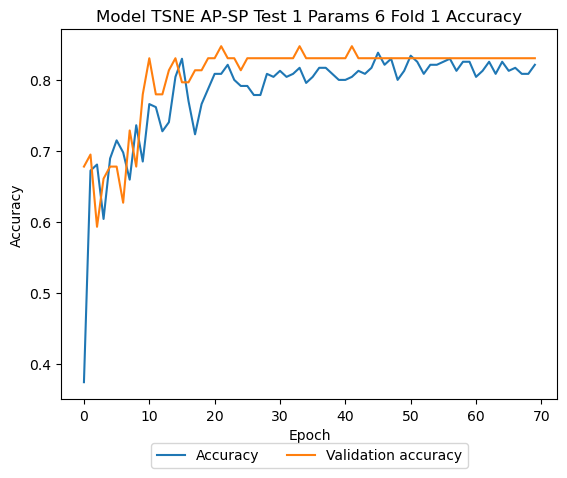 Model TSNE AP-SP Test 1 Params 6 Fold 1 Accuracy
0.8
0.7
0.6
0.5
0.4
Accuracy
0 10 20 30 40 50 60 70
Epoch
Accuracy Validation accuracy